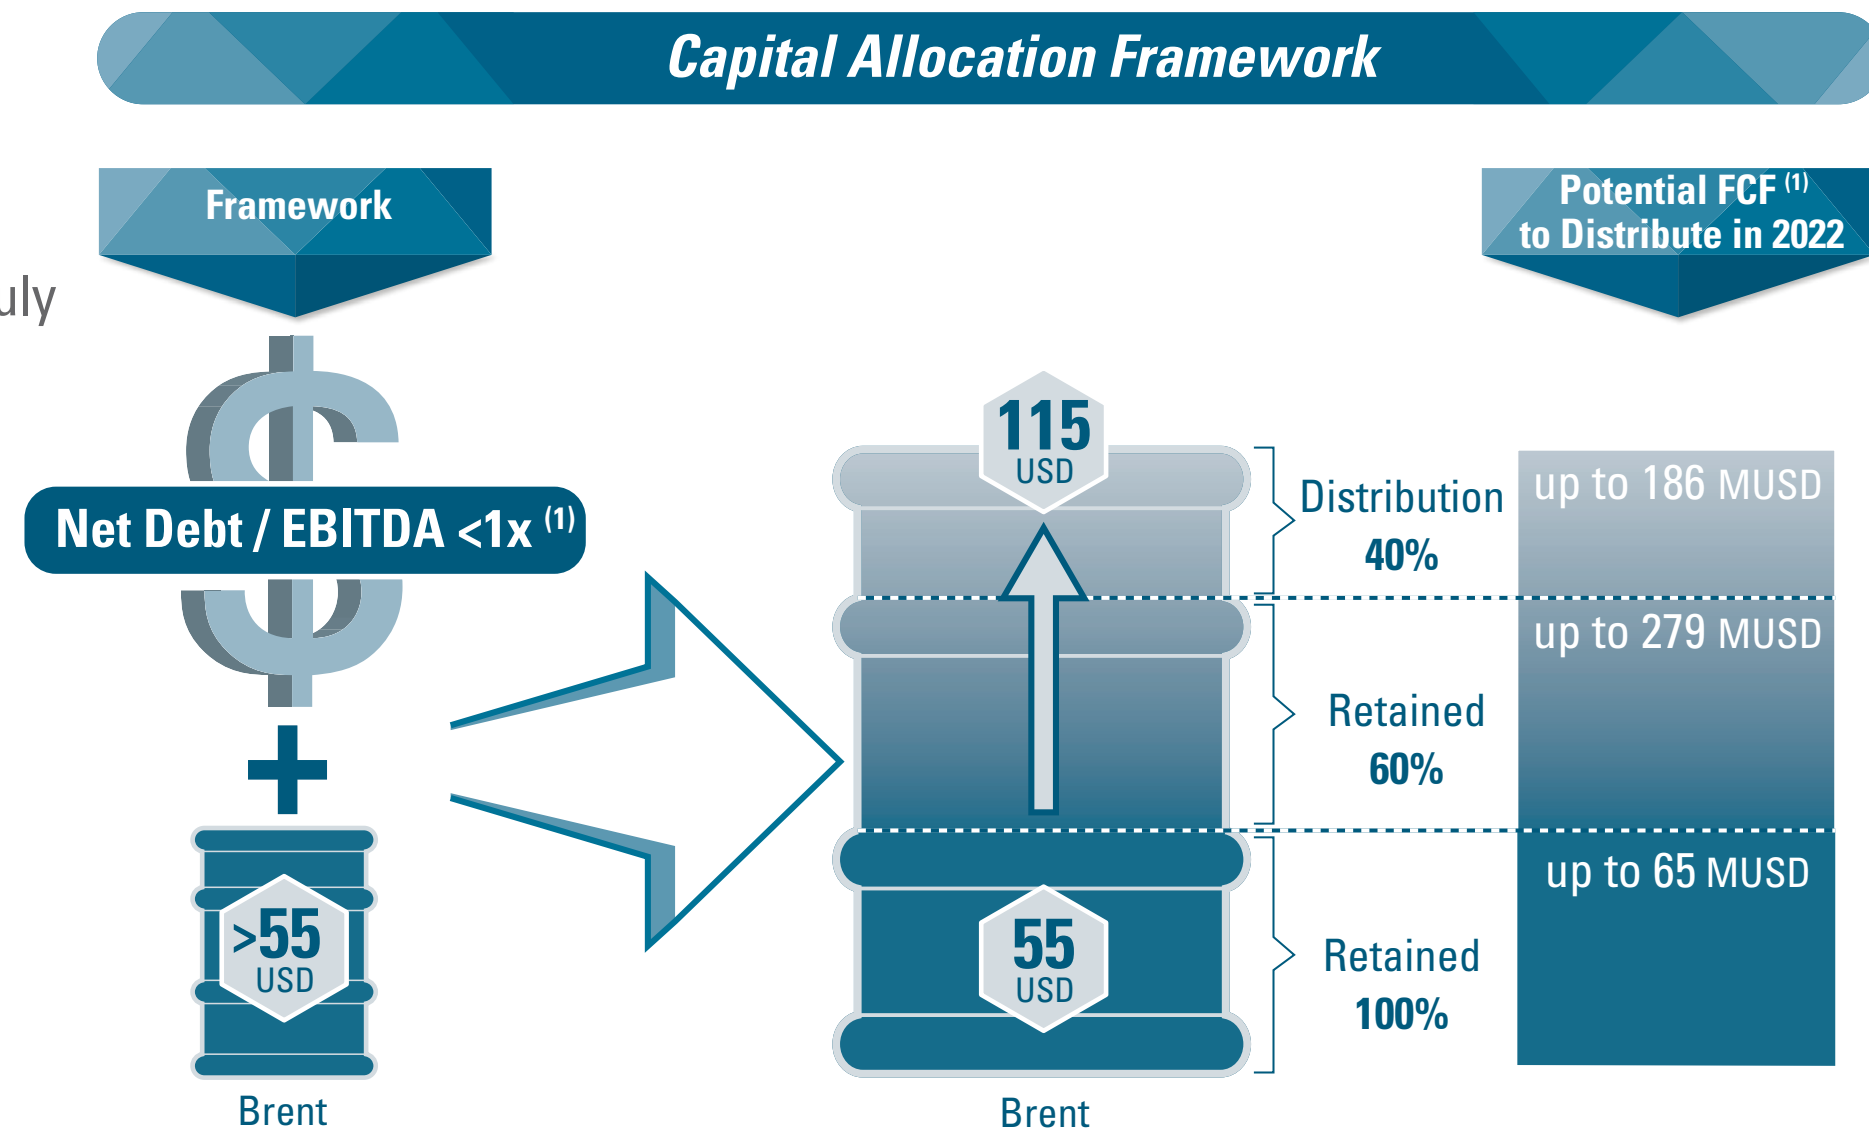 Capital Allocation Framework
Framework
Potential FCF (1)
to Distribute in 2022
Net Debt / EBITDA <1x (1)
>55
USD
Brent
115
USD
55
USD
Brent
Distribution
40%
Retained
60%
Retained
100%
up to 186 MUSD
up to 279 MUSD
up to 65 MUSD